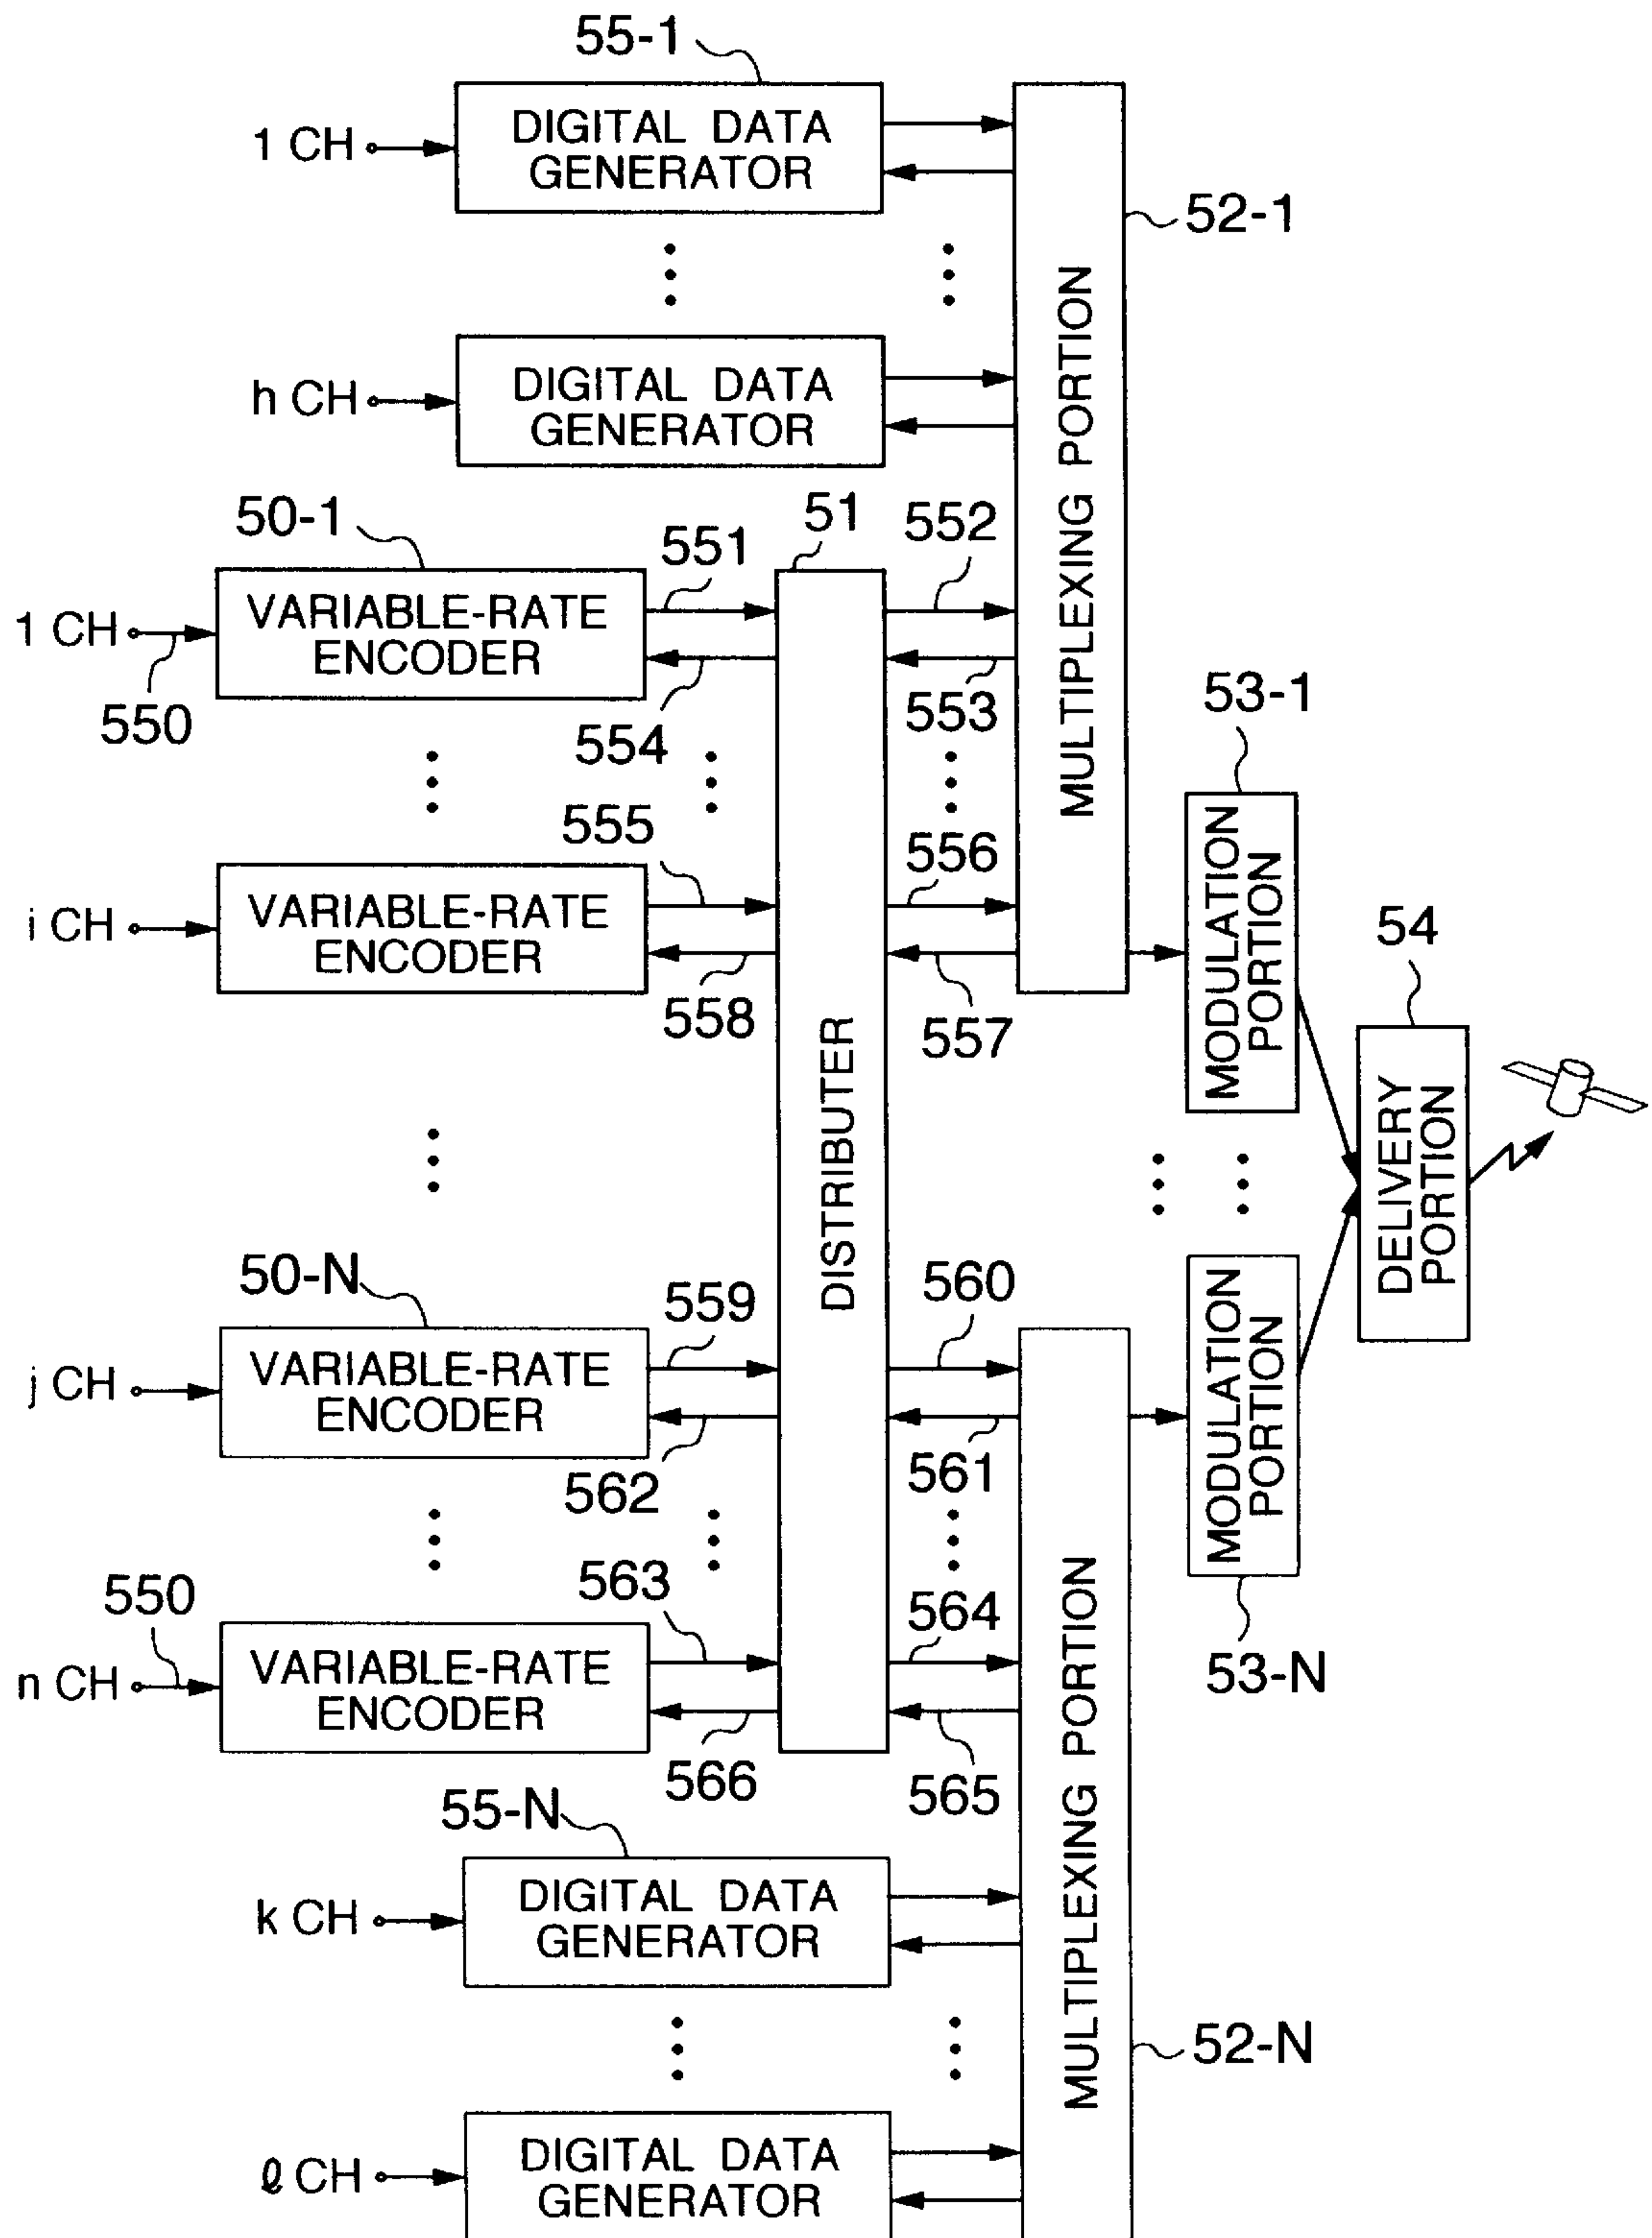 55-1
1 CH
DIGITAL DATA
GENERATOR
52-1
h CH
DIGITAL DATA
GENERATOR
MULTIPLEXING PORTION
50-1
551
51
552
1 CH
VARIABLE-RATE
ENCODER
550
554
553
53-1
555
556
i CH
VARIABLE-RATE
ENCODER
558
557
MODULATION
PORTION
54
DISTRIBUTER
DELIVERY
PORTION
50-N
559
560
j CH
VARIABLE-RATE
ENCODER
562
561
MODULATION
PORTION
550
563
564
n CH
VARIABLE-RATE
ENCODER
53-N
566
565
55-N
MULTIPLEXING PORTION
k CH
DIGITAL DATA
GENERATOR
52-N
ℓ CH
DIGITAL DATA
GENERATOR